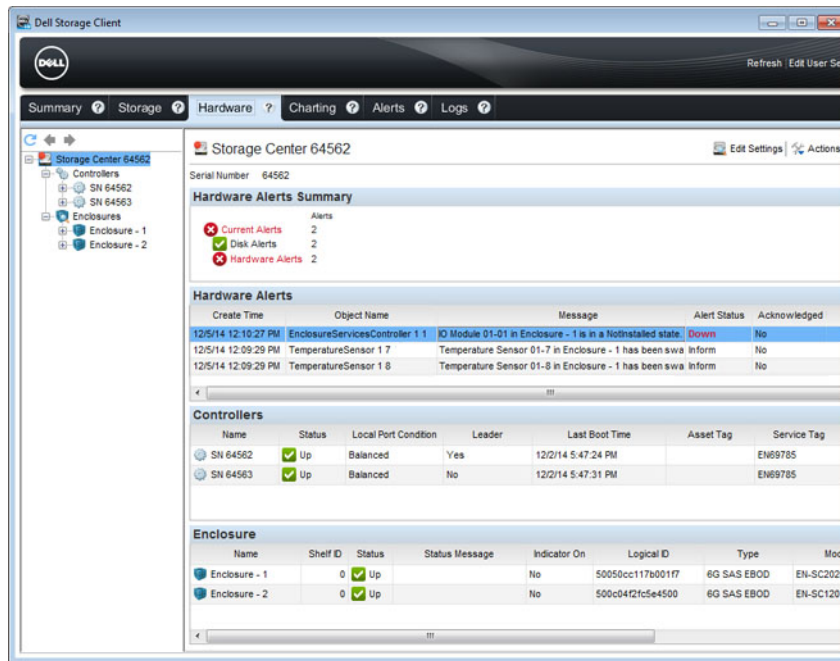 Dell Storage Client
DELL
Refresh Edit User Se
Summary ? Storage ? Hardware ? Charting ? Alerts ? Logs ?
Storage Center 64562
Controllers
SN 64562
SN 64563
Enclosures
Enclosure - 1
Enclosure - 2
Storage Center 64562
Edit Settings Actions
Serial Number 64562
Hardware Alerts Summary
Alerts
Current Alerts 2
Disk Alerts 2
Hardware Alerts 2
Hardware Alerts
Create Time Object Name Message Alert Status Acknowledged
12/5/14 12:10:27 PM EnclosureServicesController 1 1 IO Module 01-01 in Enclosure - 1 is in a NotInstalled state. Down No
12/5/14 12:09:29 PM TemperatureSensor 1 7 Temperature Sensor 01-7 in Enclosure - 1 has been swa Inform No
12/5/14 12:09:29 PM TemperatureSensor 1 8 Temperature Sensor 01-8 in Enclosure - 1 has been swa Inform No
Controllers
Name Status Local Port Condition Leader Last Boot Time Asset Tag Service Tag
SN 64562 Up Balanced Yes 12/2/14 5:47:24 PM EN69785
SN 64563 Up Balanced No 12/2/14 5:47:31 PM EN69785
Enclosure
Name Shelf ID Status Status Message Indicator On Logical ID Type Mod
Enclosure - 1 0 Up No 50050cc117b001f7 6G SAS EBOD EN-SC202
Enclosure - 2 0 Up No 500c04f2fc5e4500 6G SAS EBOD EN-SC120